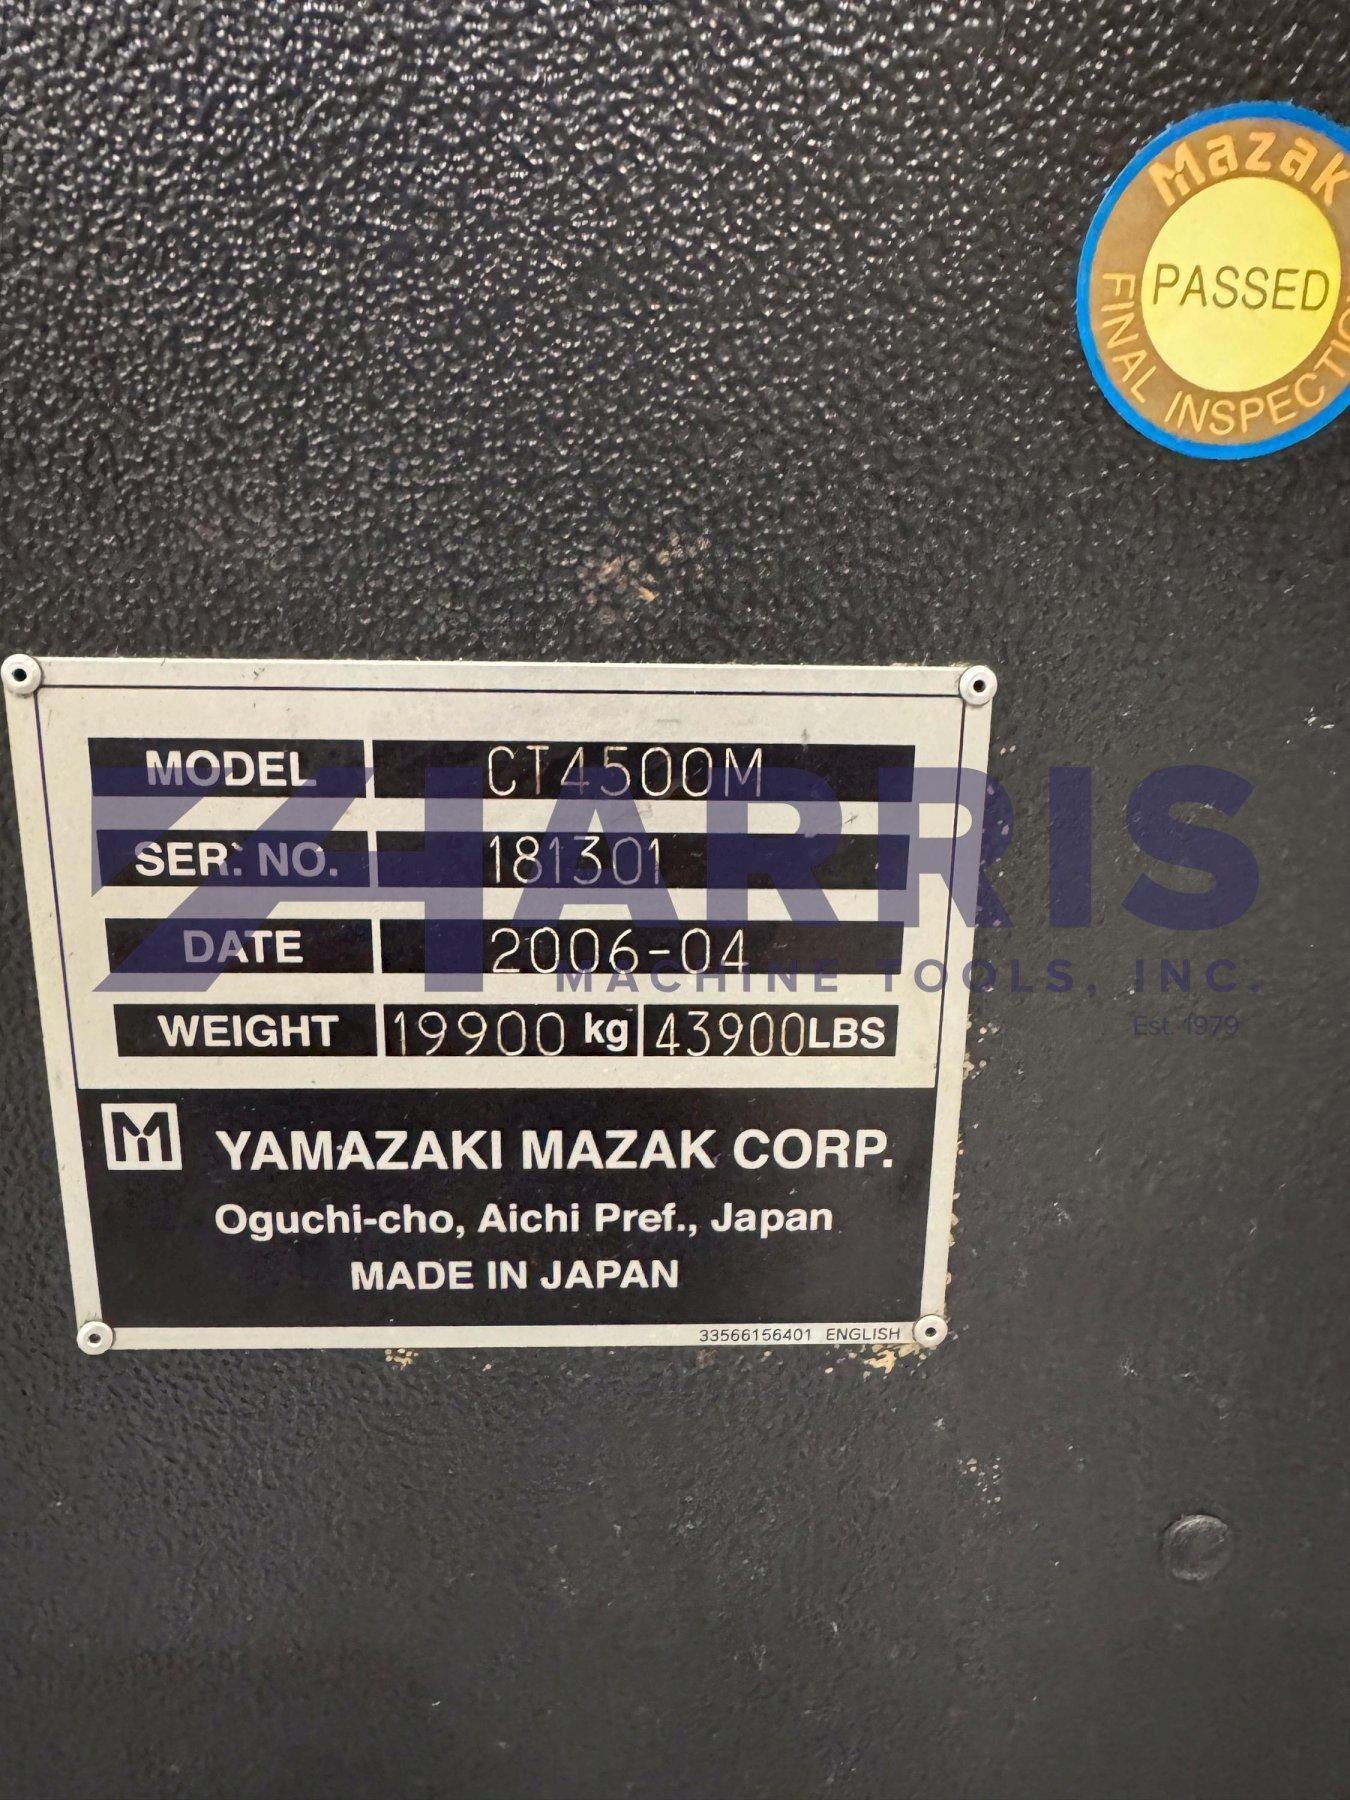 Mazak
PASSED
FINAL INSPECTIO
MODEL CT4500M
SER. NO. 181301
DATE 2006-04
WEIGHT 19900 kg 43900 LBS
HARRIS
MACHINE TOOLS, INC.
Est. 1979
M YAMAZAKI MAZAK CORP.
Oguchi-cho, Aichi Pref., Japan
MADE IN JAPAN
33566156401 ENGLISH